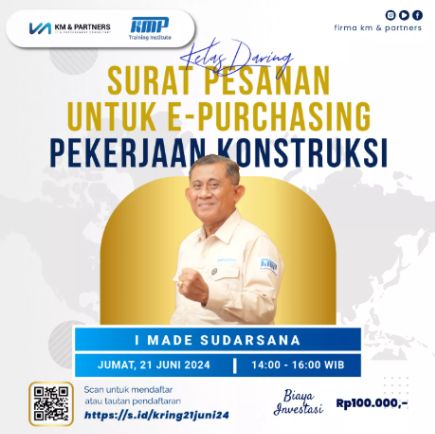 KM & PARTNERS
KMP
Training Institute
firma km & partners
Kelas Daring
SURAT PESANAN
UNTUK E-PURCHASING
PEKERJAAN KONSTRUKSI
KMP
I MADE SUDARSANA
JUMAT, 21 JUNI 2024 | 14:00 - 16:00 WIB
Scan untuk mendaftar
atau tautan pendaftaran
https://s.id/kring21juni24
Biaya
Investasi
Rp100.000,-